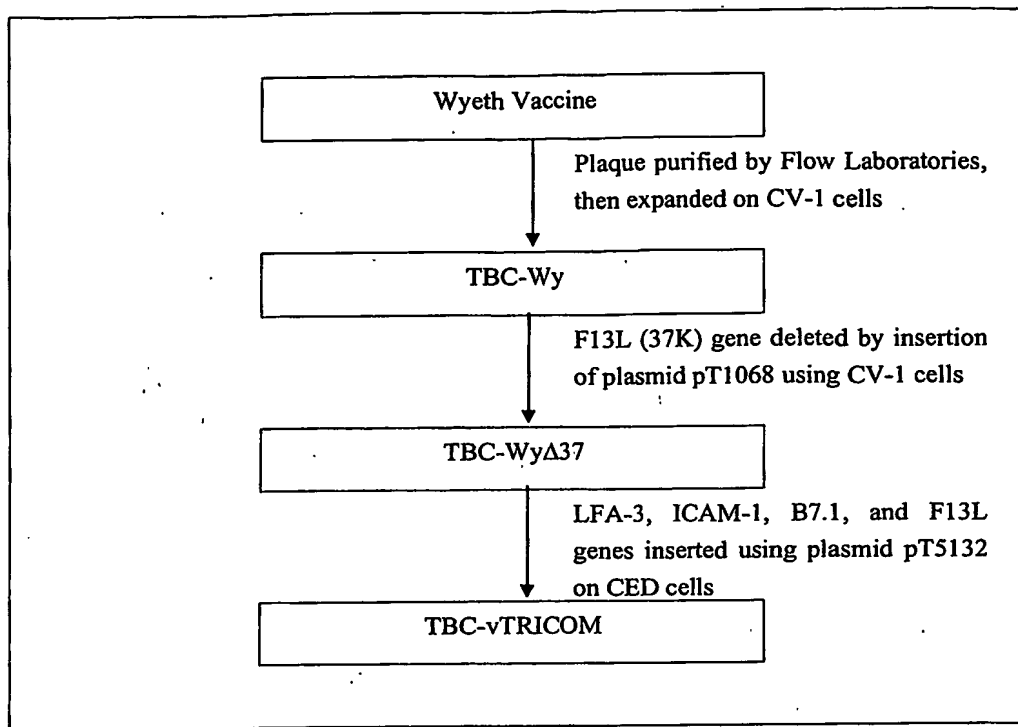 Wyeth Vaccine
Plaque purified by Flow Laboratories,
then expanded on CV-1 cells
TBC-Wy
F13L (37K) gene deleted by insertion
of plasmid pT1068 using CV-1 cells
TBC-WyΔ37
LFA-3, ICAM-1, B7.1, and F13L
genes inserted using plasmid pT5132
on CED cells
TBC-vTRICOM